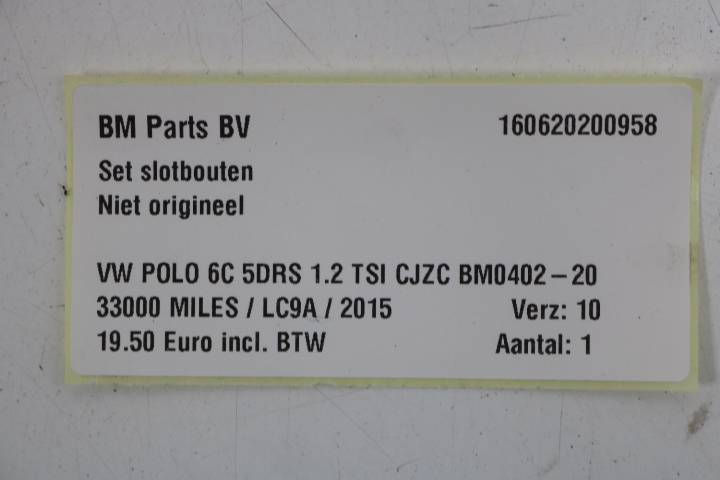 BM Parts BV 160620200958
Set slotbouten
Niet origineel
VW POLO 6C 5DRS 1.2 TSI CJZC BM0402-20
33000 MILES / LC9A / 2015 Verz: 10
19.50 Euro incl. BTW Aantal: 1